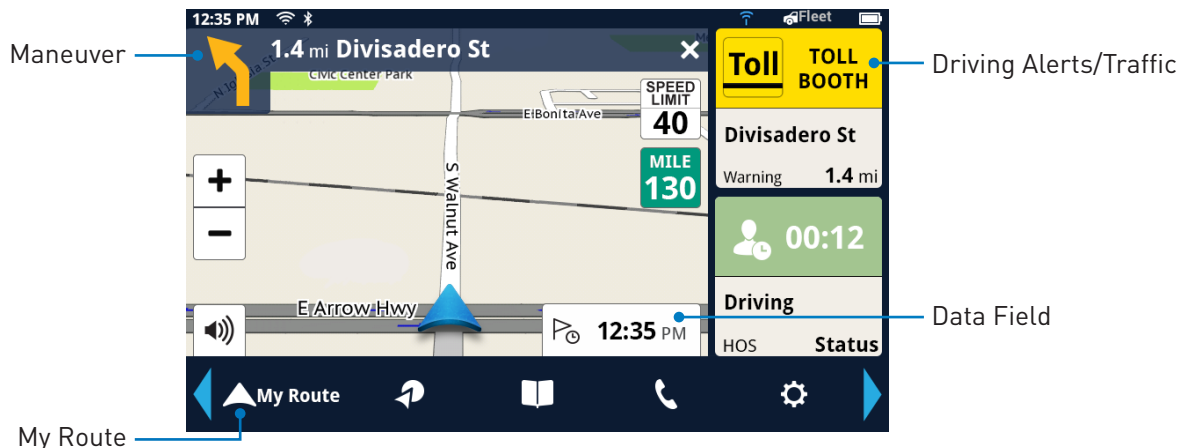 12:35 PM
Fleet
Maneuver
1.4 mi Divisadero St
Toll
TOLL
BOOTH
Driving Alerts/Traffic
Civic Center Park
SPEED
LIMIT
40
E Bonita Ave
Divisadero St
Warning 1.4 mi
MILE
130
S Walnut Ave
00:12
E Arrow Hwy
12:35 PM
Driving
Data Field
HOS Status
My Route
My Route